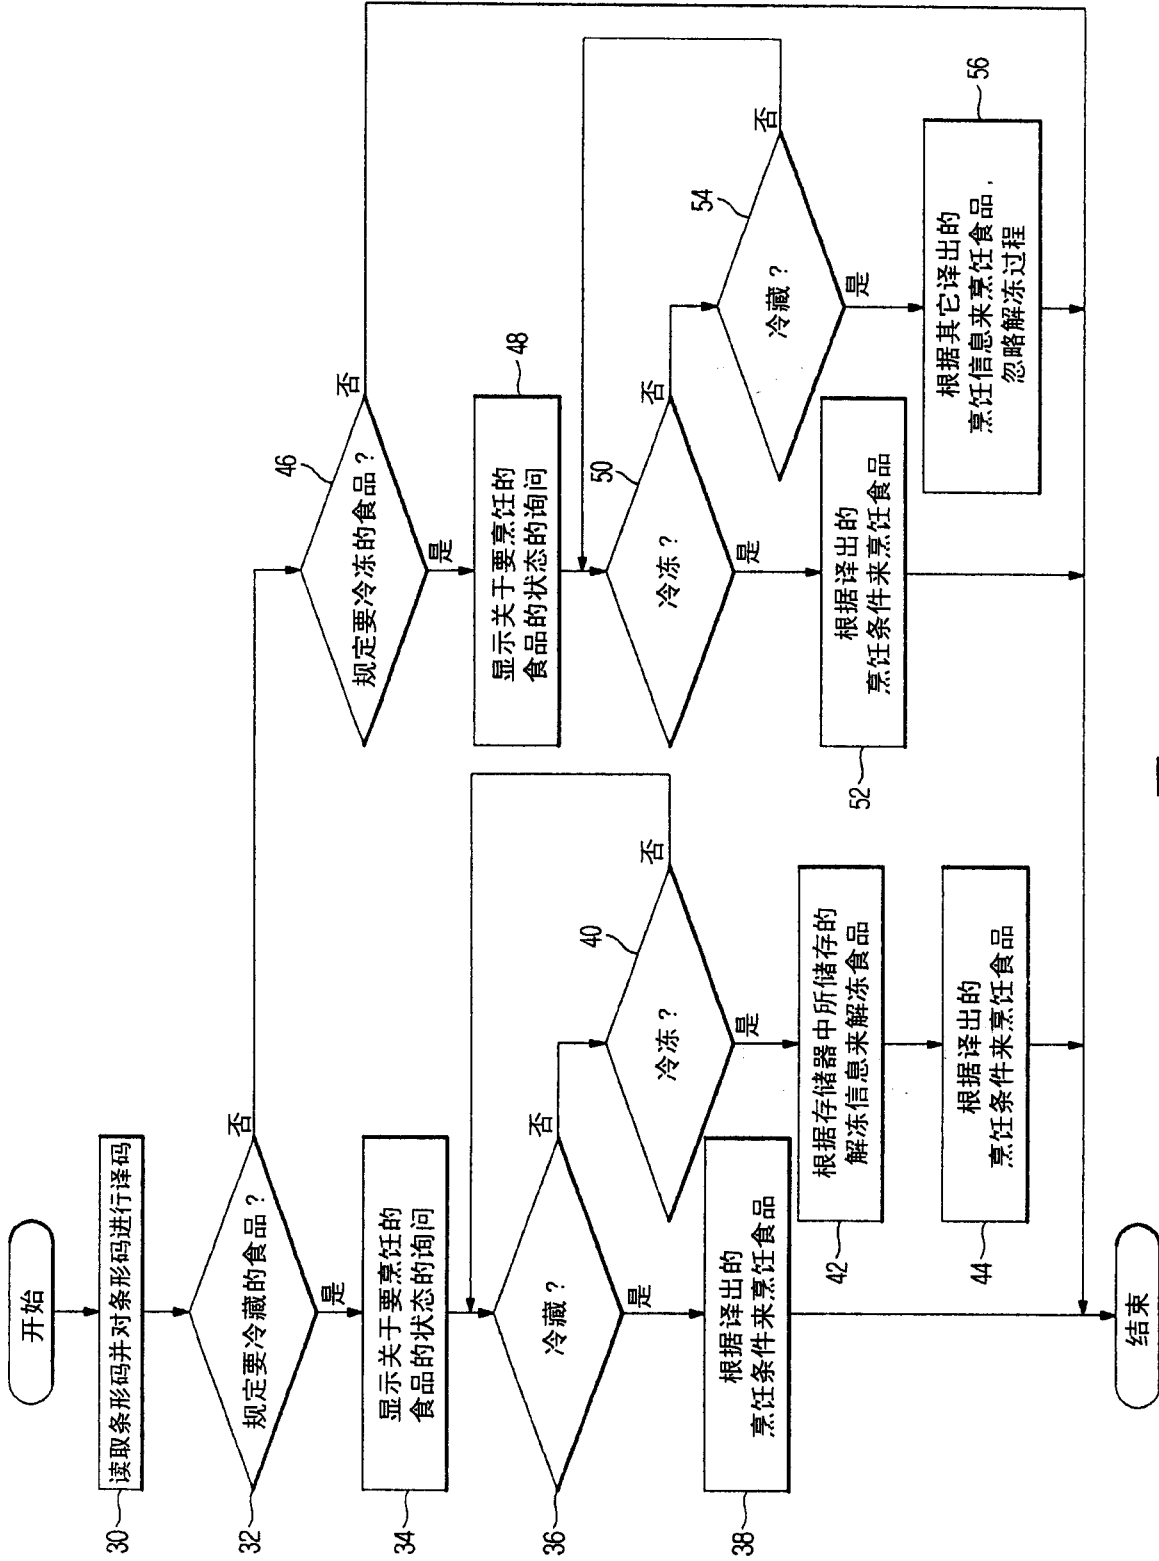 开始
30
读取条形码并对条形码进行译码
32
规定要冷藏的食品？
是
否
34
显示关于要烹饪的
食品的状态的询问
36
冷藏？
是
否
38
根据译出的
烹饪条件来烹饪食品
40
冷冻？
是
否
42
根据存储器中所储存的
解冻信息来解冻食品
44
根据译出的
烹饪条件来烹饪食品
46
规定要冷冻的食品？
是
否
48
显示关于要烹饪的
食品的状态的询问
50
冷冻？
是
否
52
根据译出的
烹饪条件来烹饪食品
54
冷藏？
是
否
56
根据其它译出的
烹饪信息来烹饪食品，
忽略解冻过程
结束